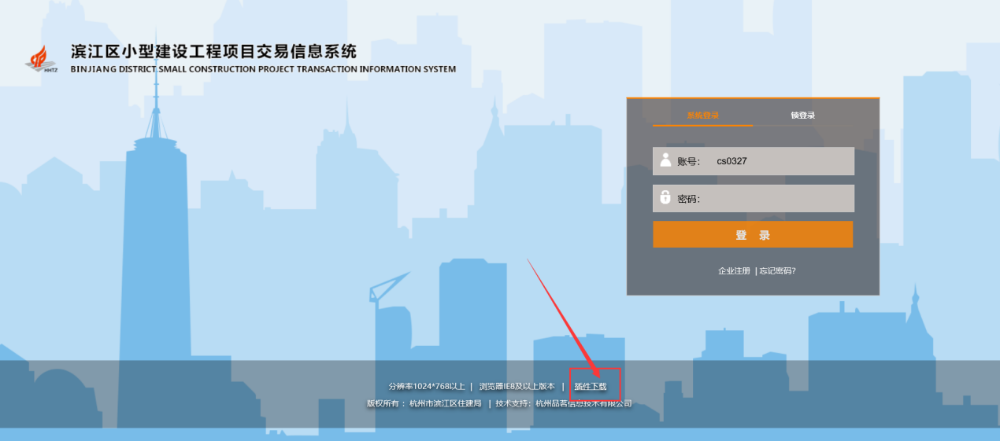 滨江区小型建设工程项目交易信息系统
HHTZ BINJIANG DISTRICT SMALL CONSTRUCTION PROJECT TRANSACTION INFORMATION SYSTEM
系统登录 锁登录
账号： cs0327
密码：
登 录
企业注册 | 忘记密码?
分辨率1024*768以上 | 浏览器IE8及以上版本 | 插件下载
版权所有： 杭州市滨江区住建局 | 技术支持：杭州品茗信息技术有限公司